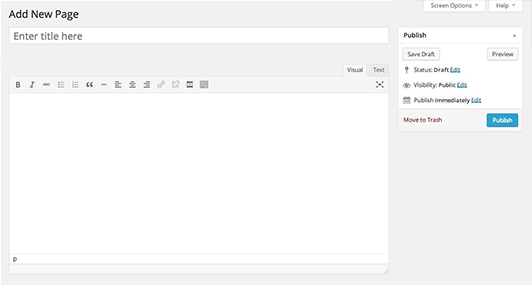 Screen Options ▼ Help ▼
Add New Page
Enter title here
Visual Text
B I ABC
p
Publish
Save Draft Preview
Status: Draft Edit
Visibility: Public Edit
Publish Immediately Edit
Move to Trash Publish